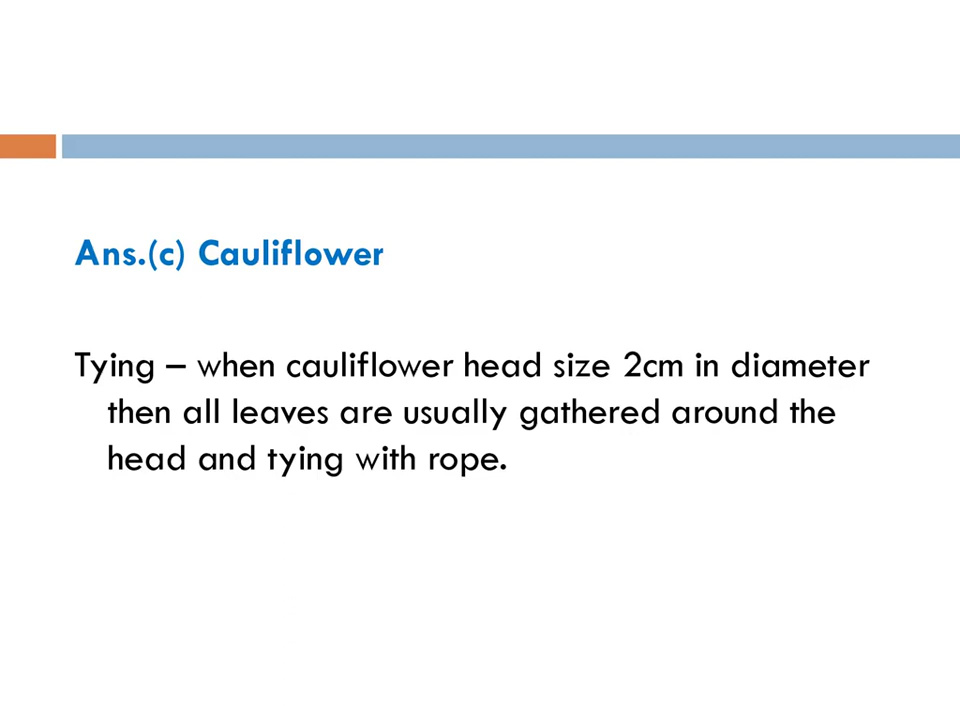 Ans.(c) Cauliflower
Tying – when cauliflower head size 2cm in diameter
then all leaves are usually gathered around the
head and tying with rope.